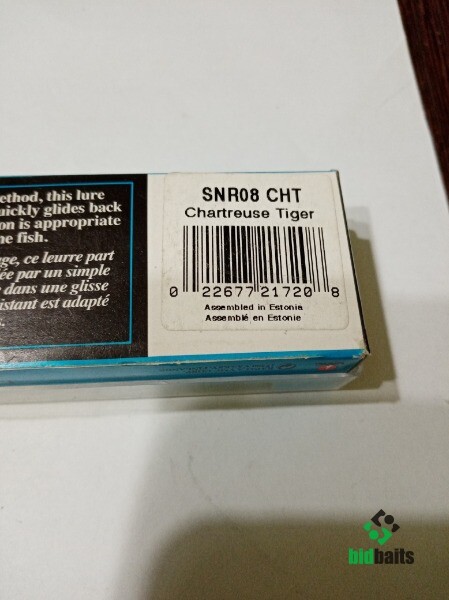 SNR08 CHT
Chartreuse Tiger
0 22677 21720 8
Assembled in Estonia
Assemblé en Estonie
ethod, this lure
uickly glides back
on is appropriate
e fish.
ge, ce leurre part
ée par un simple
dans une glisse
istant est adapté
bidbaits